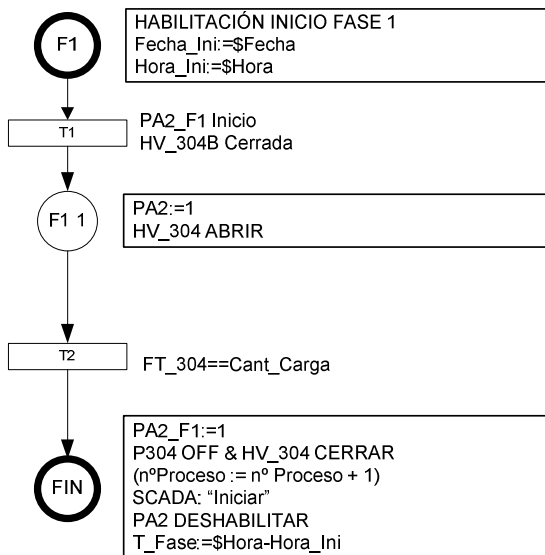 F1
HABILITACIÓN INICIO FASE 1
Fecha_Ini:=$Fecha
Hora_Ini:=$Hora
T1
PA2_F1 Inicio
HV_304B Cerrada
F1 1
PA2:=1
HV_304 ABRIR
T2
FT_304==Cant_Carga
FIN
PA2_F1:=1
P304 OFF & HV_304 CERRAR
(nºProceso := nº Proceso + 1)
SCADA: “Iniciar”
PA2 DESHABILITAR
T_Fase:=$Hora-Hora_Ini